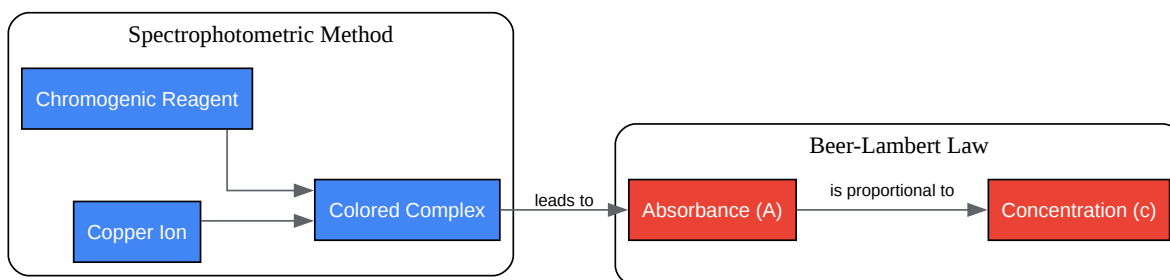 Spectrophotometric Method
Chromogenic Reagent
Copper Ion
Colored Complex
leads to
Beer-Lambert Law
Absorbance (A)
is proportional to
Concentration (c)